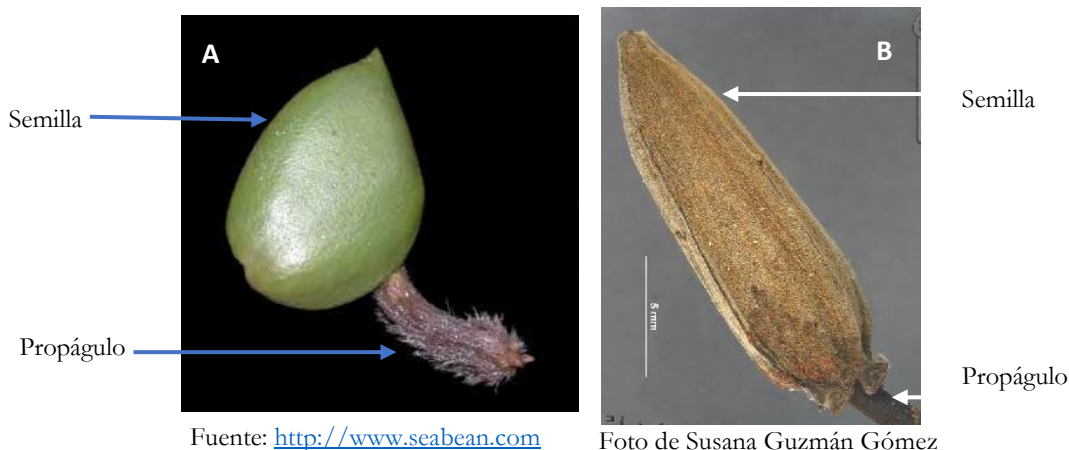 A
B
Semilla
Semilla
Propágulo
Propágulo
5 mm
Fuente: http://www.seabean.com
Foto de Susana Guzmán Gómez